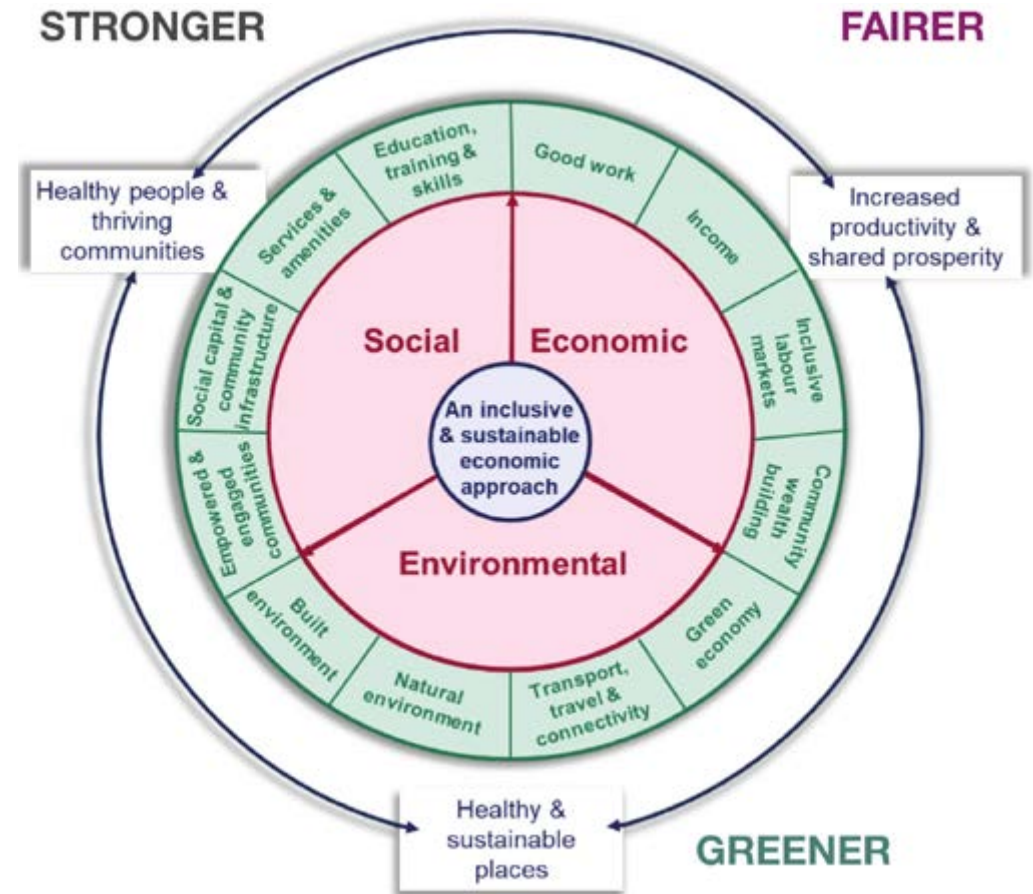 STRONGER
FAIRER
Healthy people &
thriving
communities
Increased
productivity &
shared prosperity
Education,
training &
skills
Good work
Income
Inclusive
labour
markets
Community
wealth
building
Green
economy
Transport,
travel &
connectivity
Natural
environment
Built
environment
Empowered &
engaged
communities
Social capital &
community
infrastructure
Services &
amenities
Social
Economic
Environmental
An inclusive
& sustainable
economic
approach
Healthy &
sustainable
places
GREENER